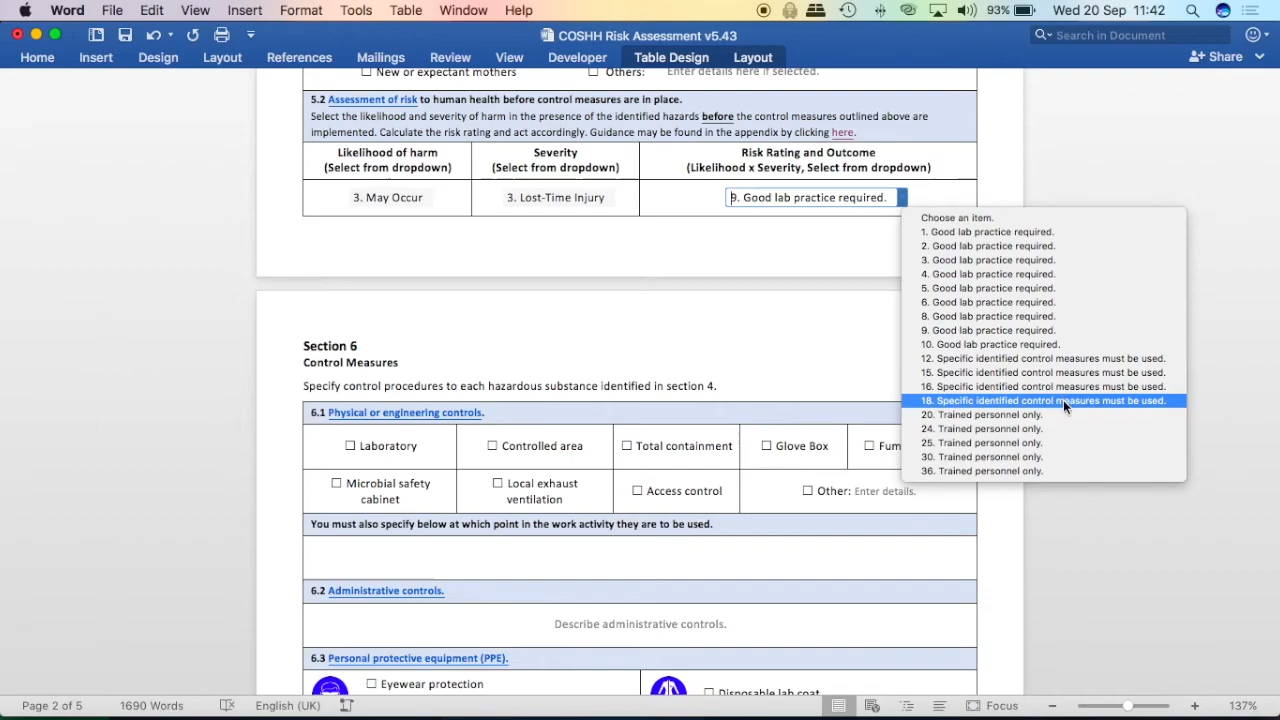 Word File Edit View Insert Format Tools Table Window Help 93% Wed 20 Sep 11:42
COSHH Risk Assessment v5.43 Search in Document
Home Insert Design Layout References Mailings Review View Developer Table Design Layout Share
New or expectant mothers Others: Enter details here if selected.
5.2 Assessment of risk to human health before control measures are in place.
Select the likelihood and severity of harm in the presence of the identified hazards before the control measures outlined above are
implemented. Calculate the risk rating and act accordingly. Guidance may be found in the appendix by clicking here.
Likelihood of harm
(Select from dropdown)
Severity
(Select from dropdown)
Risk Rating and Outcome
(Likelihood x Severity, Select from dropdown)
3. May Occur
3. Lost-Time Injury
9. Good lab practice required.
Choose an item.
1. Good lab practice required.
2. Good lab practice required.
3. Good lab practice required.
4. Good lab practice required.
5. Good lab practice required.
6. Good lab practice required.
8. Good lab practice required.
9. Good lab practice required.
10. Good lab practice required.
12. Specific identified control measures must be used.
15. Specific identified control measures must be used.
16. Specific identified control measures must be used.
18. Specific identified control measures must be used.
20. Trained personnel only.
24. Trained personnel only.
25. Trained personnel only.
30. Trained personnel only.
36. Trained personnel only.
Section 6
Control Measures
Specify control procedures to each hazardous substance identified in section 4.
6.1 Physical or engineering controls.
Laboratory
Controlled area
Total containment
Glove Box
Microbial safety
cabinet
Local exhaust
ventilation
Access control
Other: Enter details.
You must also specify below at which point in the work activity they are to be used.
6.2 Administrative controls.
Describe administrative controls.
6.3 Personal protective equipment (PPE).
Eyewear protection
Disposable lab coat
Page 2 of 5 1690 Words English (UK) Focus 137%